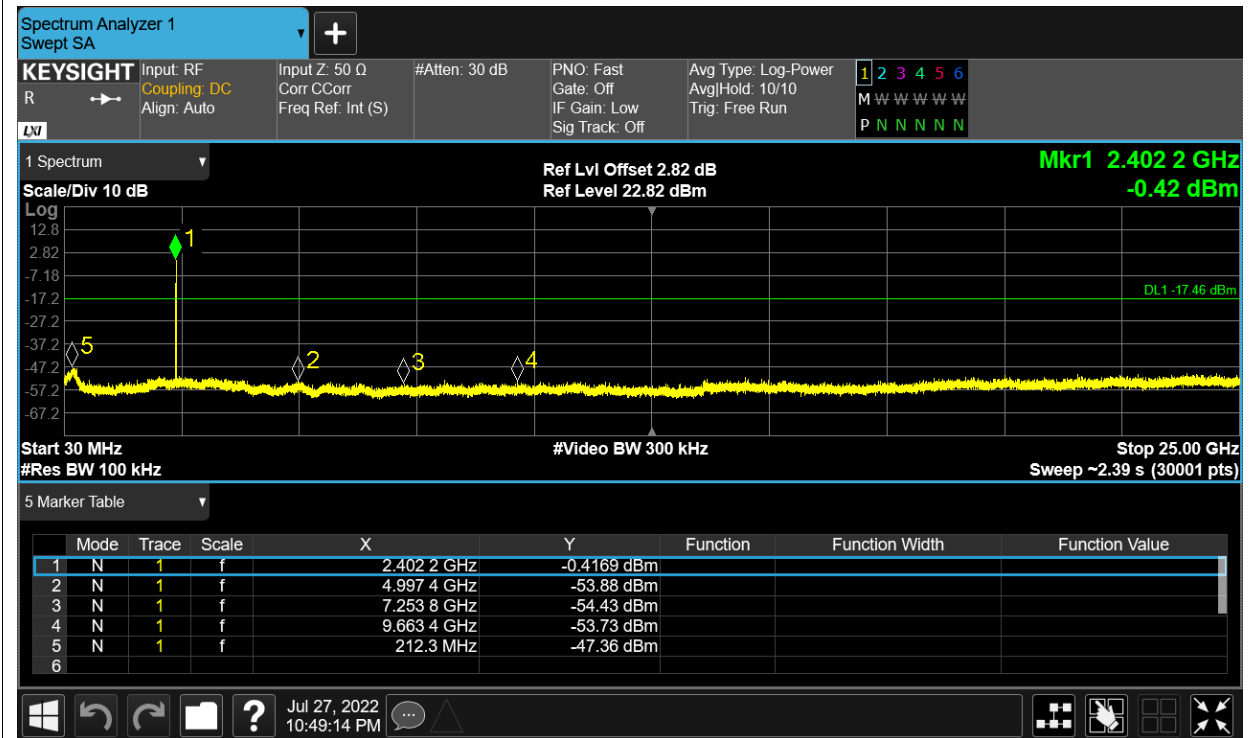 Spectrum Analyzer 1
Swept SA
KEYSIGHT Input: RF Input Z: 50 Ω #Atten: 30 dB PNO: Fast Avg Type: Log-Power 1 2 3 4 5 6
R Coupling: DC Corr CCorr Gate: Off Avg|Hold: 10/10 M W W W W W
Align: Auto Freq Ref: Int (S) IF Gain: Low Trig: Free Run
LXI Sig Track: Off P N N N N N
1 Spectrum Ref Lvl Offset 2.82 dB Mkr1 2.402 2 GHz
Scale/Div 10 dB Ref Level 22.82 dBm -0.42 dBm
Log
12.8
1
2.82
-7.18
DL1 -17.46 dBm
-17.2
-27.2
-37.2
5
2
3
4
-47.2
-57.2
-67.2
Start 30 MHz #Video BW 300 kHz Stop 25.00 GHz
#Res BW 100 kHz Sweep ~2.39 s (30001 pts)
5 Marker Table
Mode Trace Scale X Y Function Function Width Function Value
1 N 1 f 2.402 2 GHz -0.4169 dBm
2 N 1 f 4.997 4 GHz -53.88 dBm
3 N 1 f 7.253 8 GHz -54.43 dBm
4 N 1 f 9.663 4 GHz -53.73 dBm
5 N 1 f 212.3 MHz -47.36 dBm
6
? Jul 27, 2022
10:49:14 PM